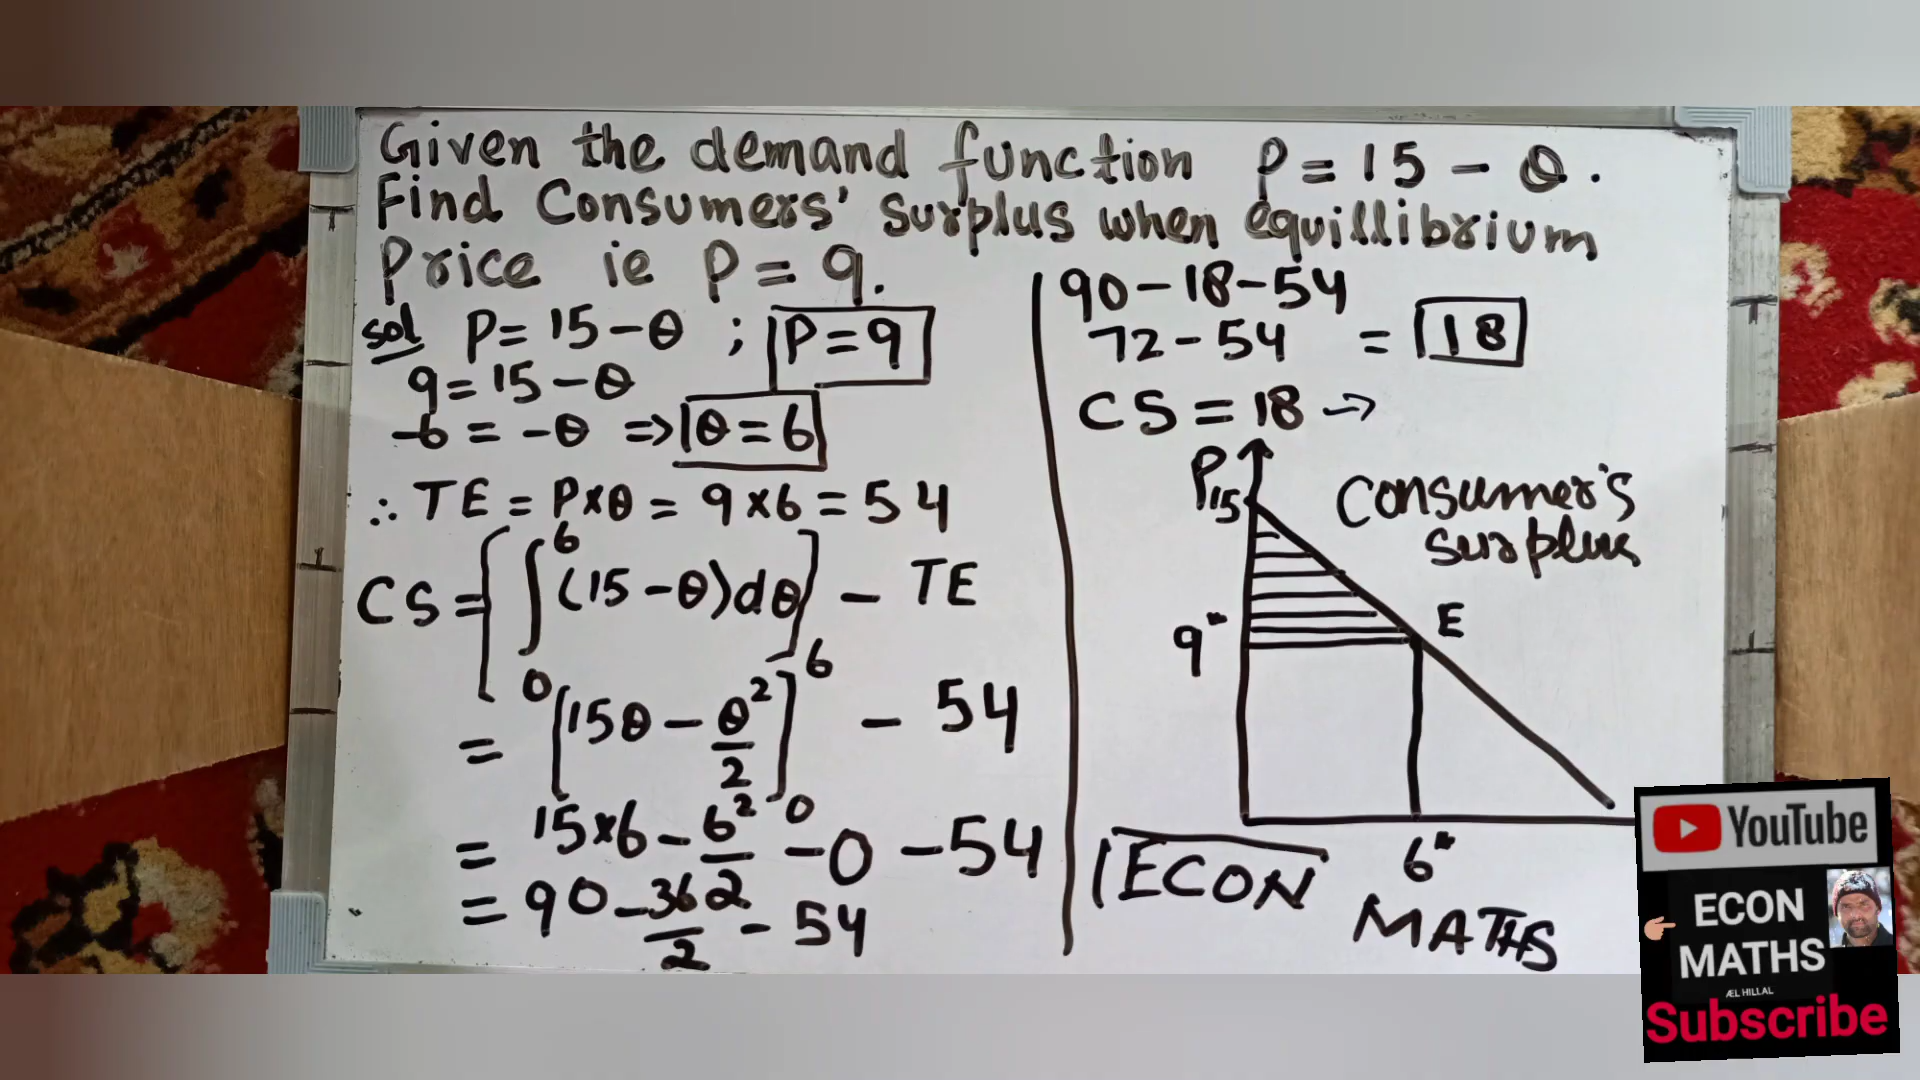 Given the demand function P = 15 - Q.
Find Consumers' surplus when equillibrium
Price ie P = 9.
sol P = 15 - Q ; P = 9
9 = 15 - Q
-6 = -Q => Q = 6
∴ TE = P×Q = 9×6 = 54
CS = [∫₀⁶ (15 - Q) dQ] - TE
= [15Q - Q²/2]₀⁶ - 54
= 15×6 - 6²/2 - 0 - 54
= 90 - 36/2 - 54
90 - 18 - 54
72 - 54 = 18
CS = 18 →
P
15
Consumer's
surplus
9*
E
6*
ECON
MATHS
YouTube
ECON
MATHS
ÆL HILLAL
Subscribe